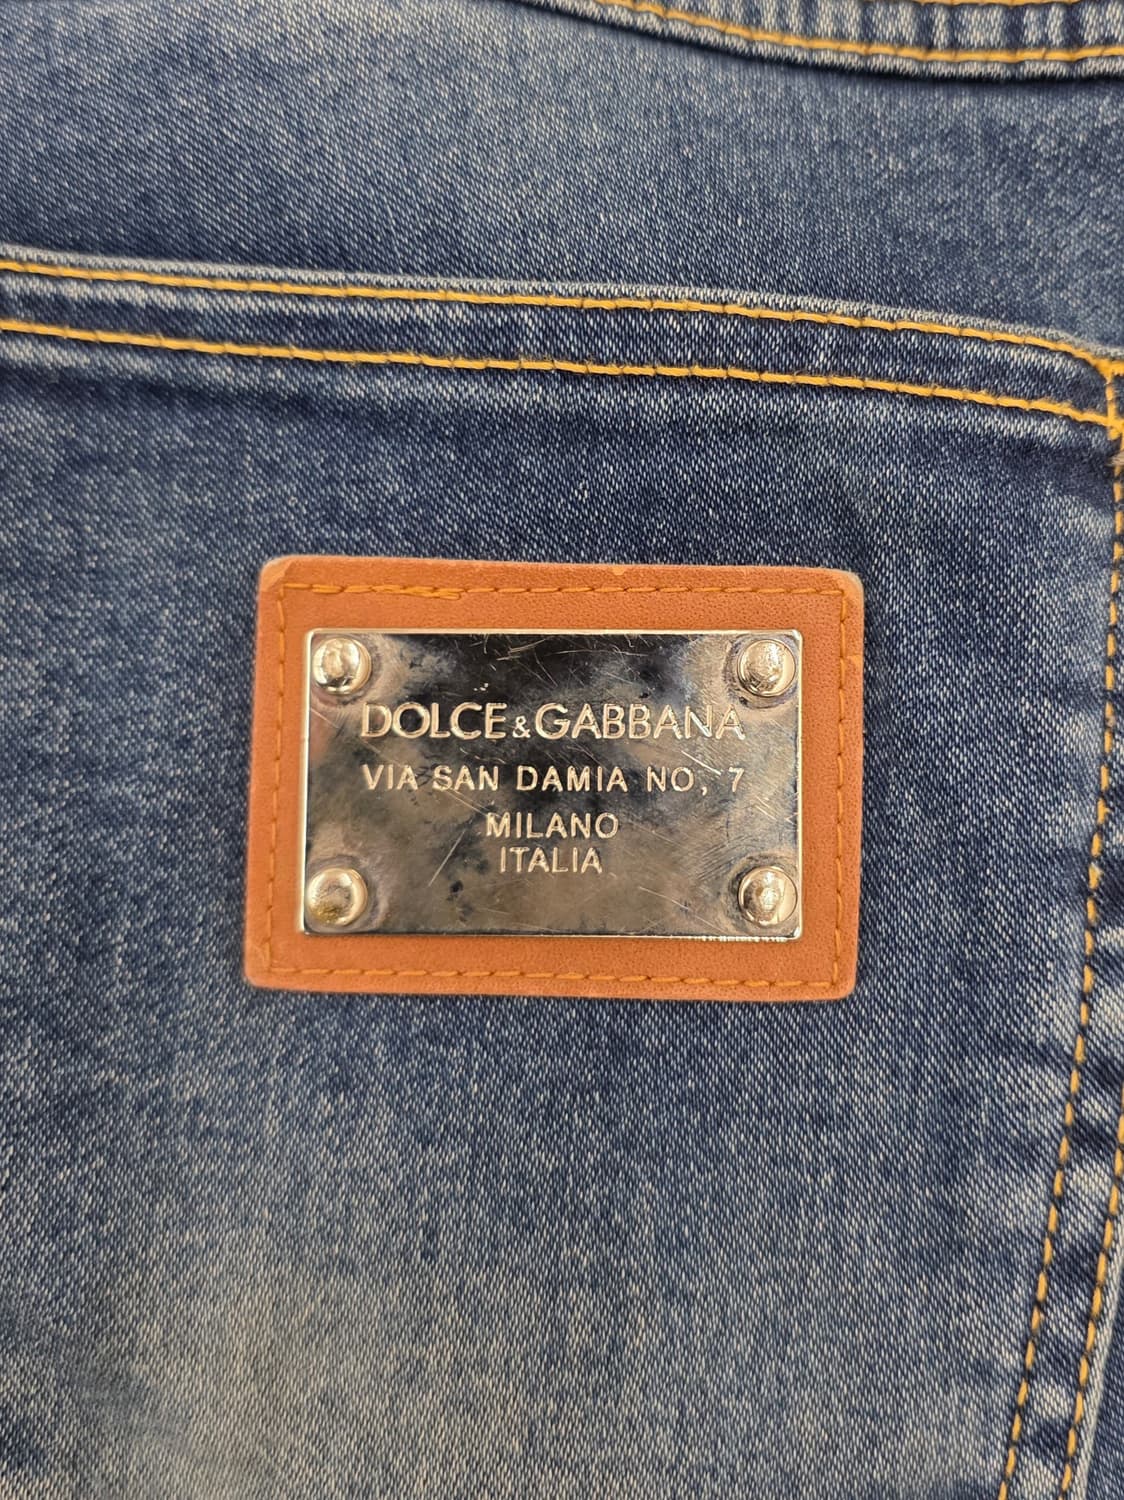 DOLCE&GABBANA
VIA SAN DAMIA NO, 7
MILANO
ITALIA